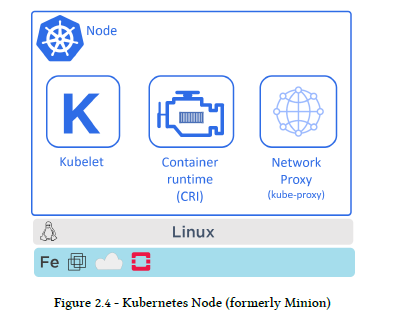 Node
K
Kubelet
Container
runtime
(CRI)
Network
Proxy
(kube-proxy)
Linux
Fe
Figure 2.4 - Kubernetes Node (formerly Minion)